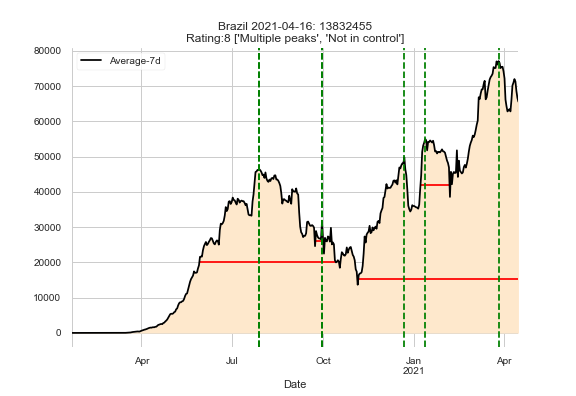 Brazil 2021-04-16: 13832455
Rating:8 ['Multiple peaks', 'Not in control']
80000
Average-7d
70000
60000
50000
40000
30000
20000
10000
0
Apr Jul Oct Jan Apr
2021
Date